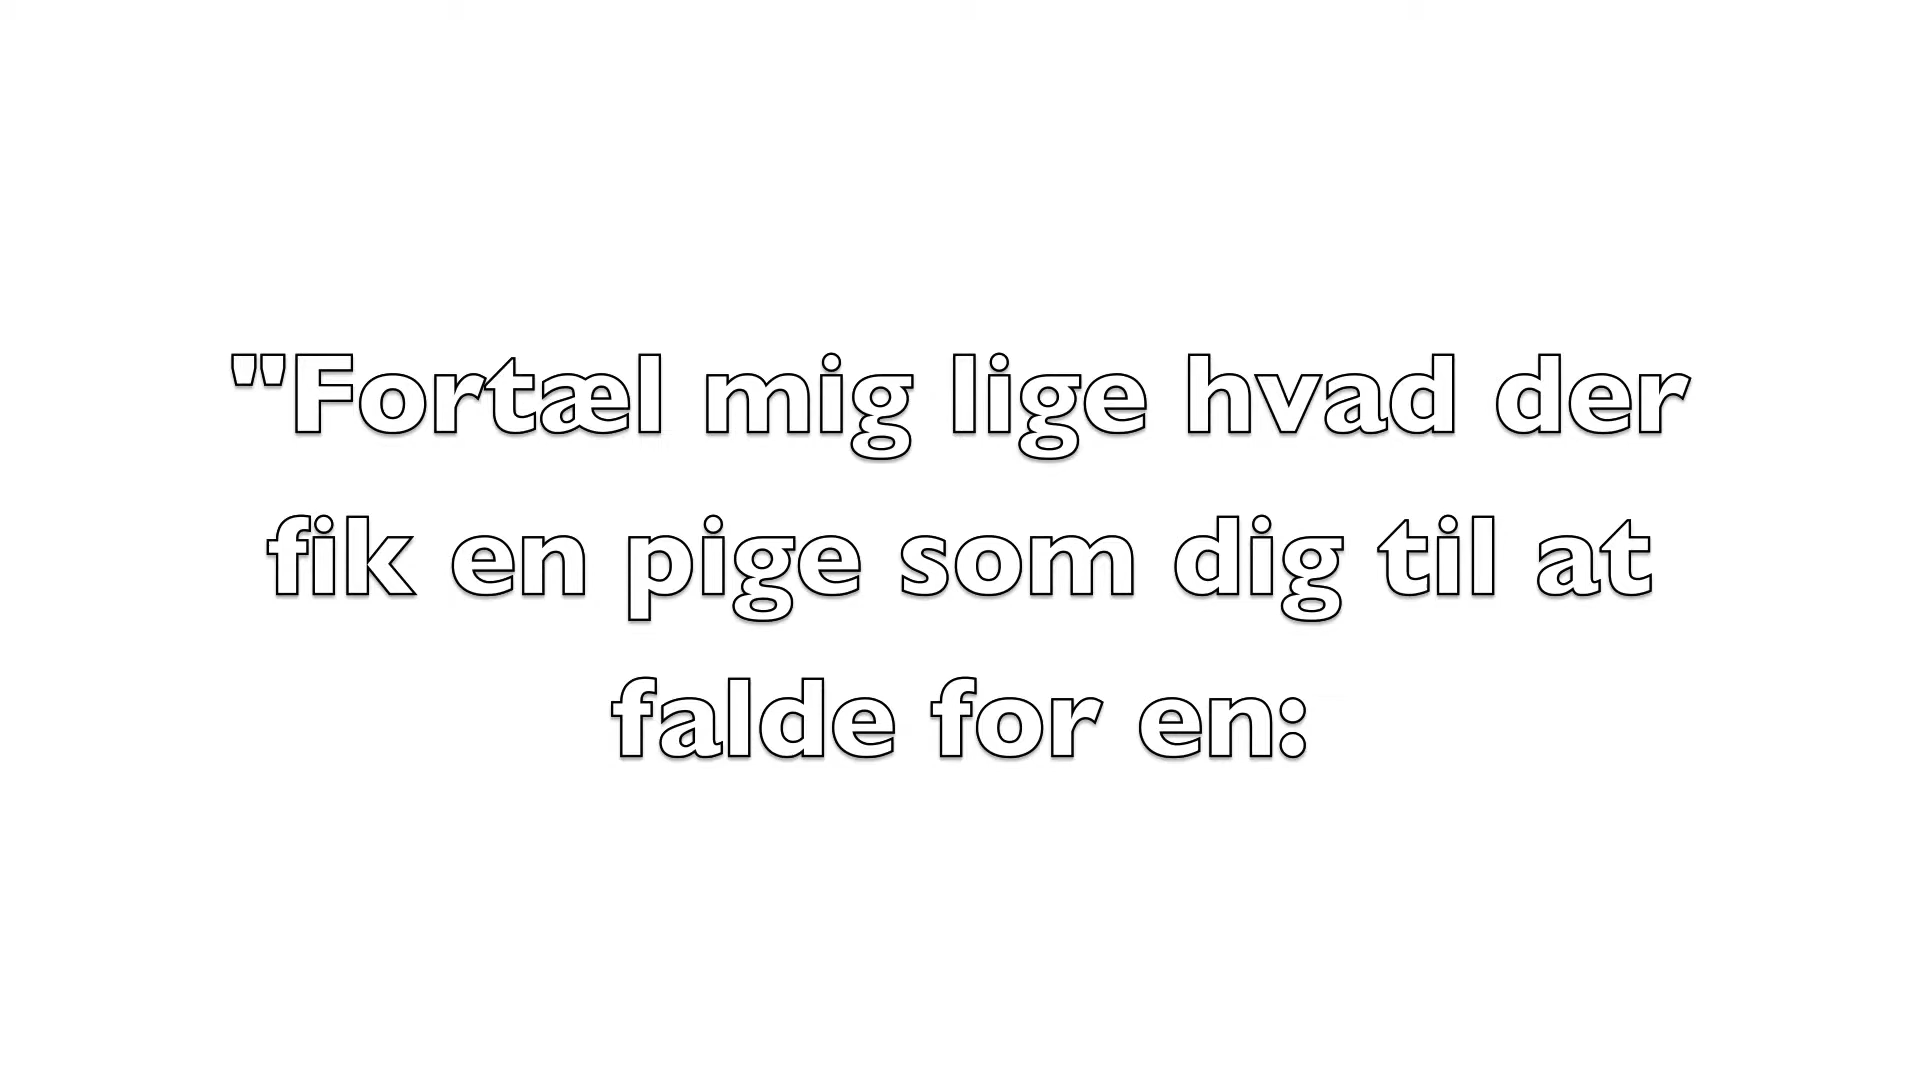 "Fortæl mig lige hvad der
fik en pige som dig til at
falde for en: